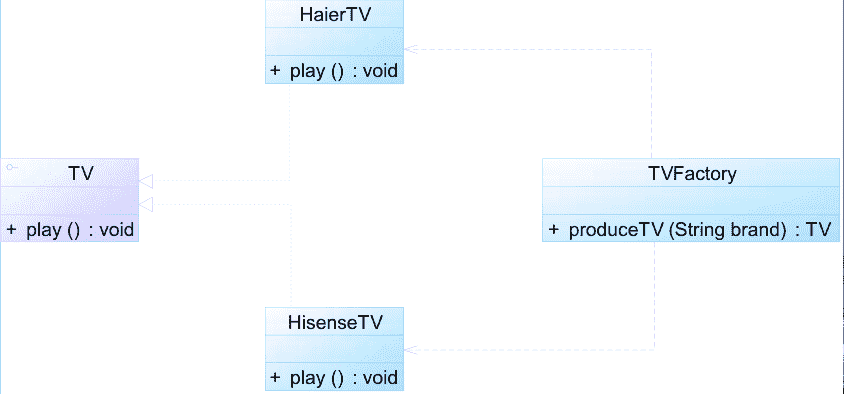 HaierTV
+ play () : void
TV
+ play () : void
TVFactory
+ produceTV (String brand) : TV
HisenseTV
+ play () : void